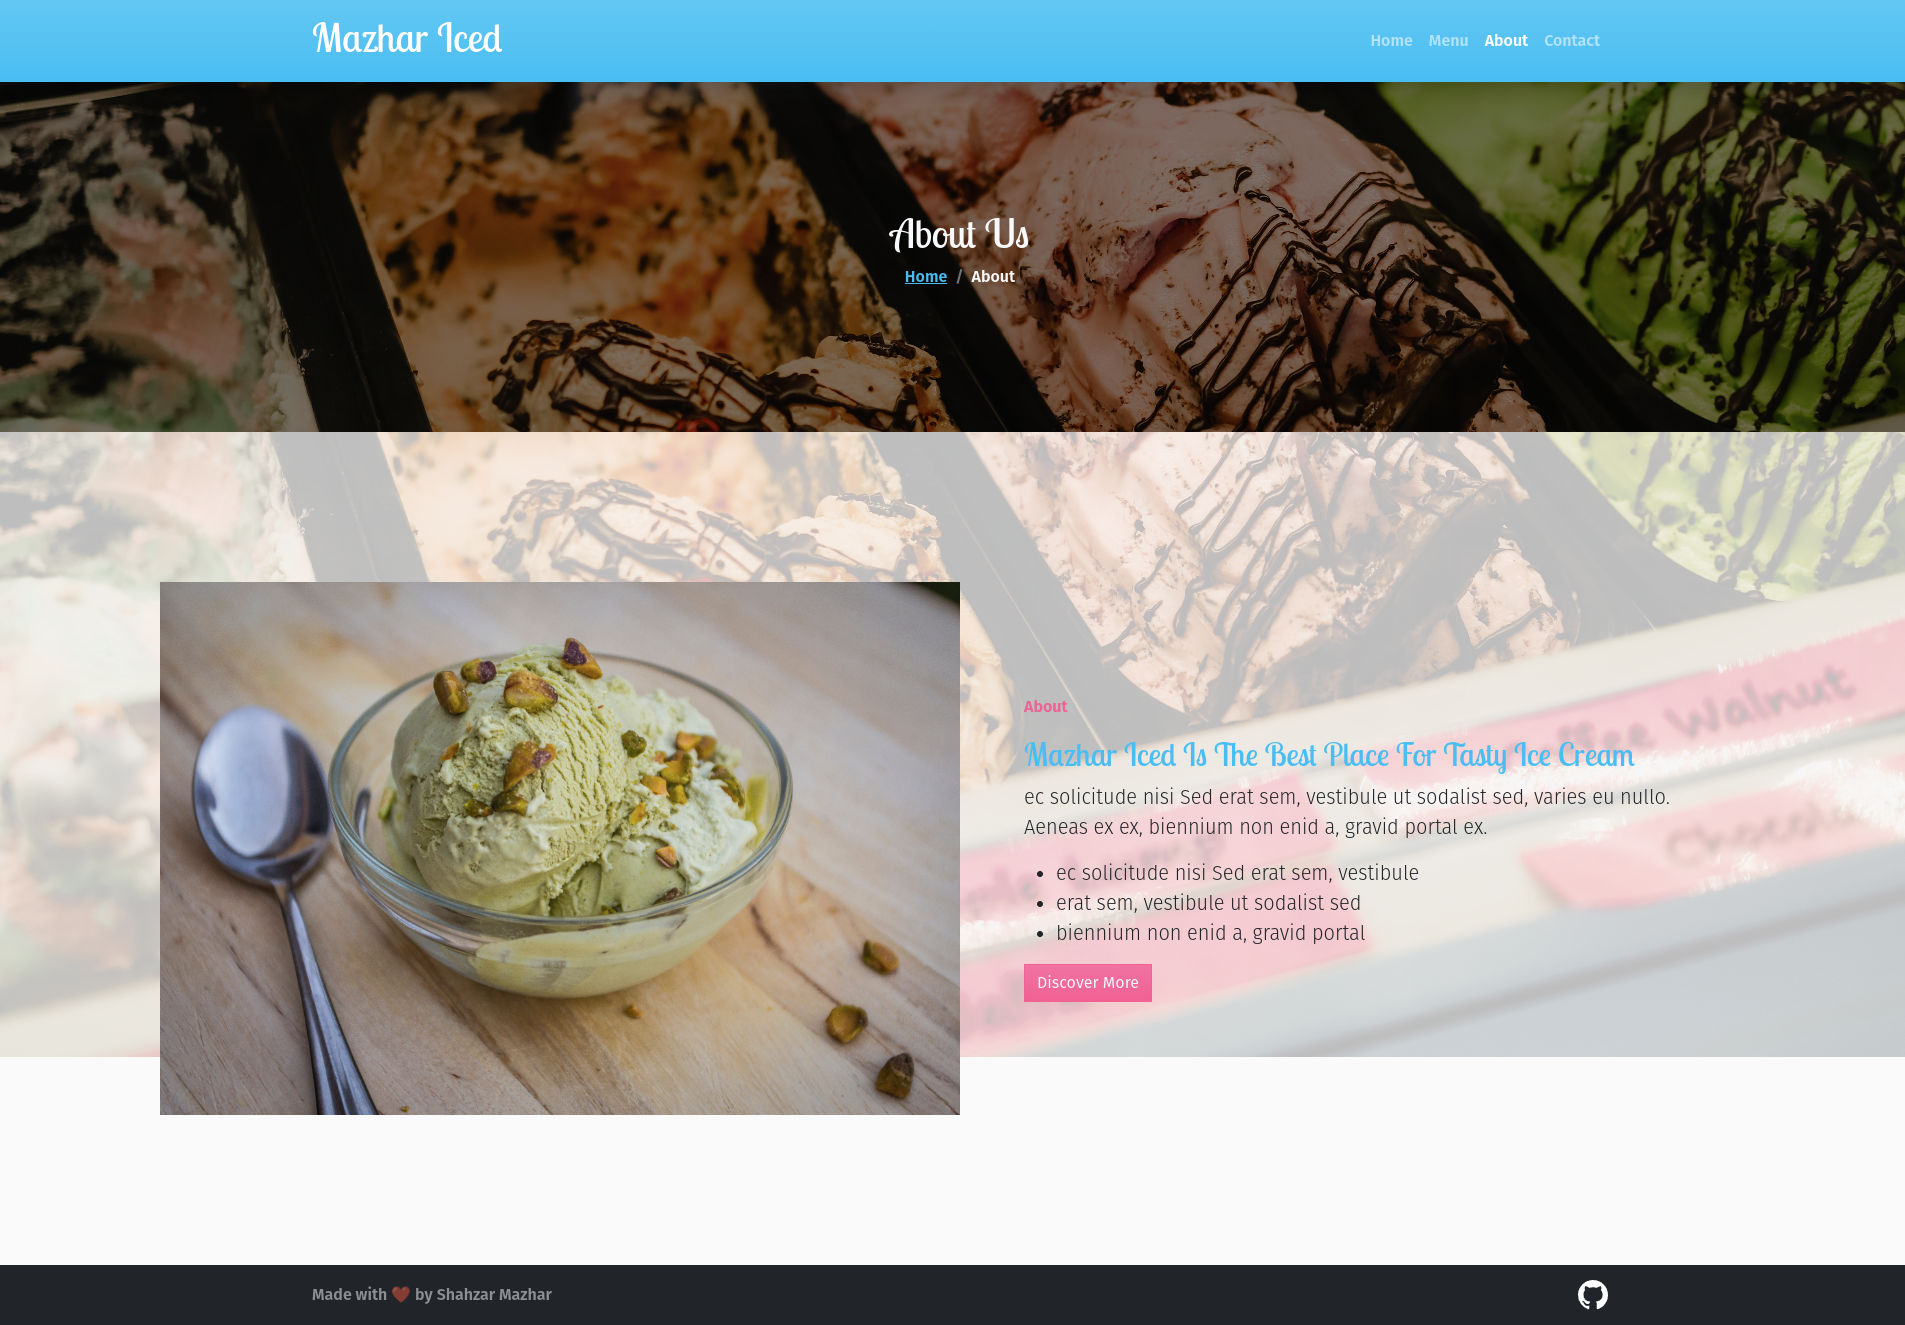 Mazhar Iced
Home Menu About Contact
About Us
Home / About
ffee Walnut
About
Mazhar Iced Is The Best Place For Tasty Ice Cream
ec solicitude nisi Sed erat sem, vestibule ut sodalist sed, varies eu nullo.
Aeneas ex ex, biennium non enid a, gravid portal ex.
• ec solicitude nisi Sed erat sem, vestibule
• erat sem, vestibule ut sodalist sed
• biennium non enid a, gravid portal
Discover More
Made with ❤️ by Shahzar Mazhar